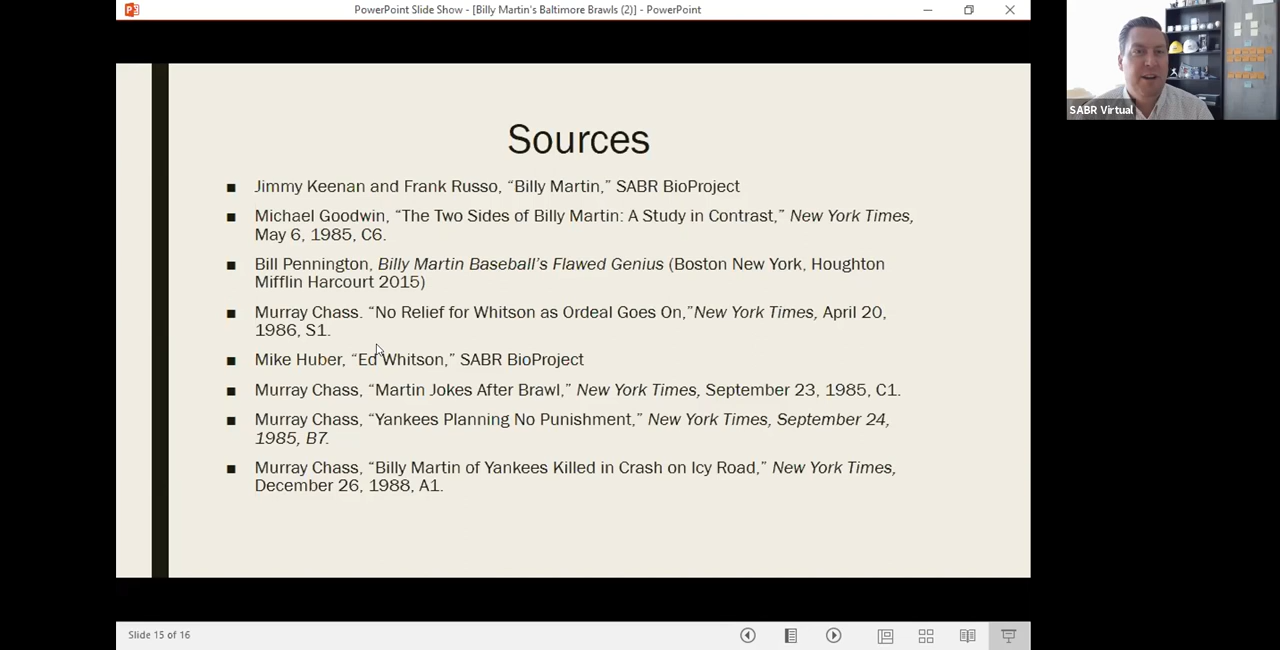 PowerPoint Slide Show - [Billy Martin's Baltimore Brawls (2)] - PowerPoint
SABR Virtual
Sources
■ Jimmy Keenan and Frank Russo, “Billy Martin,” SABR BioProject
■ Michael Goodwin, “The Two Sides of Billy Martin: A Study in Contrast,” New York Times,
May 6, 1985, C6.
■ Bill Pennington, Billy Martin Baseball’s Flawed Genius (Boston New York, Houghton
Mifflin Harcourt 2015)
■ Murray Chass. “No Relief for Whitson as Ordeal Goes On,”New York Times, April 20,
1986, S1.
■ Mike Huber, “Ed Whitson,” SABR BioProject
■ Murray Chass, “Martin Jokes After Brawl,” New York Times, September 23, 1985, C1.
■ Murray Chass, “Yankees Planning No Punishment,” New York Times, September 24,
1985, B7.
■ Murray Chass, “Billy Martin of Yankees Killed in Crash on Icy Road,” New York Times,
December 26, 1988, A1.
Slide 15 of 16